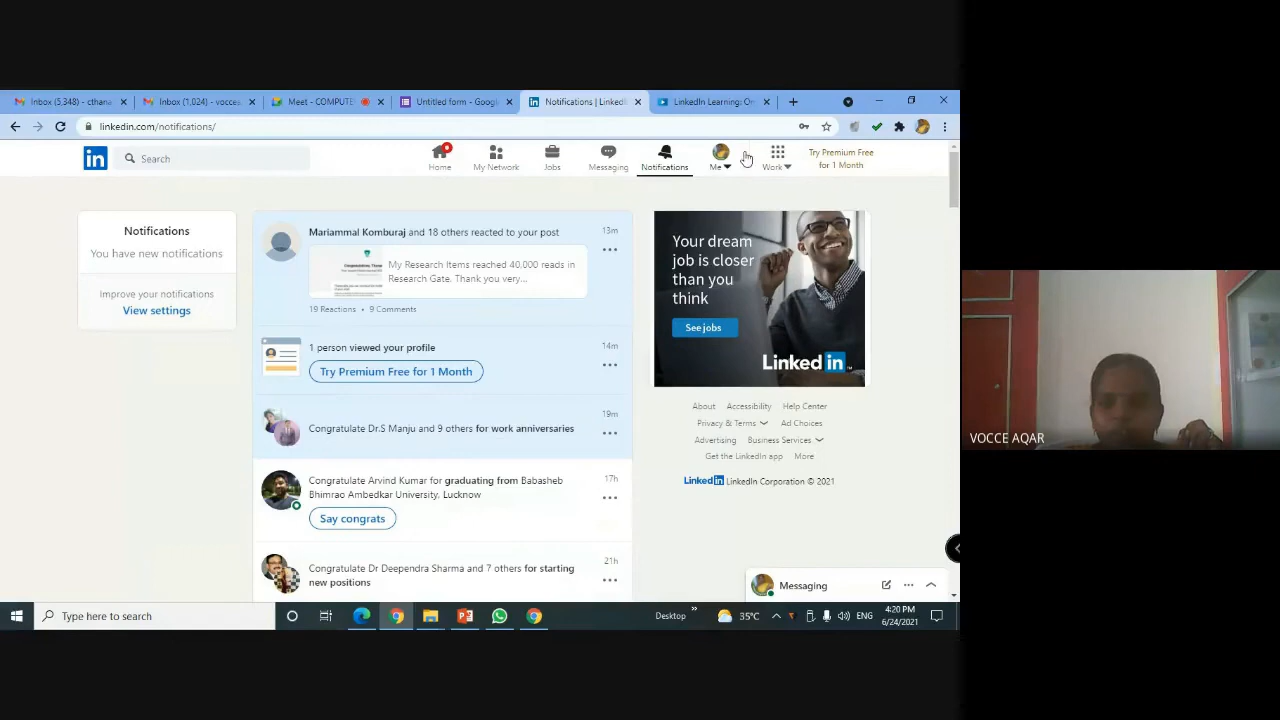 Inbox (5,348) - cthana
Inbox (1,024) - vocces
Meet - COMPUTE
Untitled form - Google
Notifications | LinkedIn
LinkedIn Learning: On
linkedin.com/notifications/
in
Search
Home
My Network
Jobs
Messaging
Notifications
Me
Work
Try Premium Free
for 1 Month
Notifications
You have new notifications
Improve your notifications
View settings
Mariammal Komburaj and 18 others reacted to your post
13m
My Research Items reached 40,000 reads in
Research Gate. Thank you very...
19 Reactions • 9 Comments
1 person viewed your profile
14m
Try Premium Free for 1 Month
Congratulate Dr.S Manju and 9 others for work anniversaries
19m
Congratulate Arvind Kumar for graduating from Babasheb
Bhimrao Ambedkar University, Lucknow
17h
Say congrats
Congratulate Dr Deependra Sharma and 7 others for starting
new positions
21h
Your dream
job is closer
than you
think
See jobs
Linked in
About Accessibility Help Center
Privacy & Terms Ad Choices
Advertising Business Services
Get the LinkedIn app More
Linked in LinkedIn Corporation © 2021
Messaging
VOCCE AQAR
Type here to search
Desktop
35°C
ENG
4:20 PM
6/24/2021